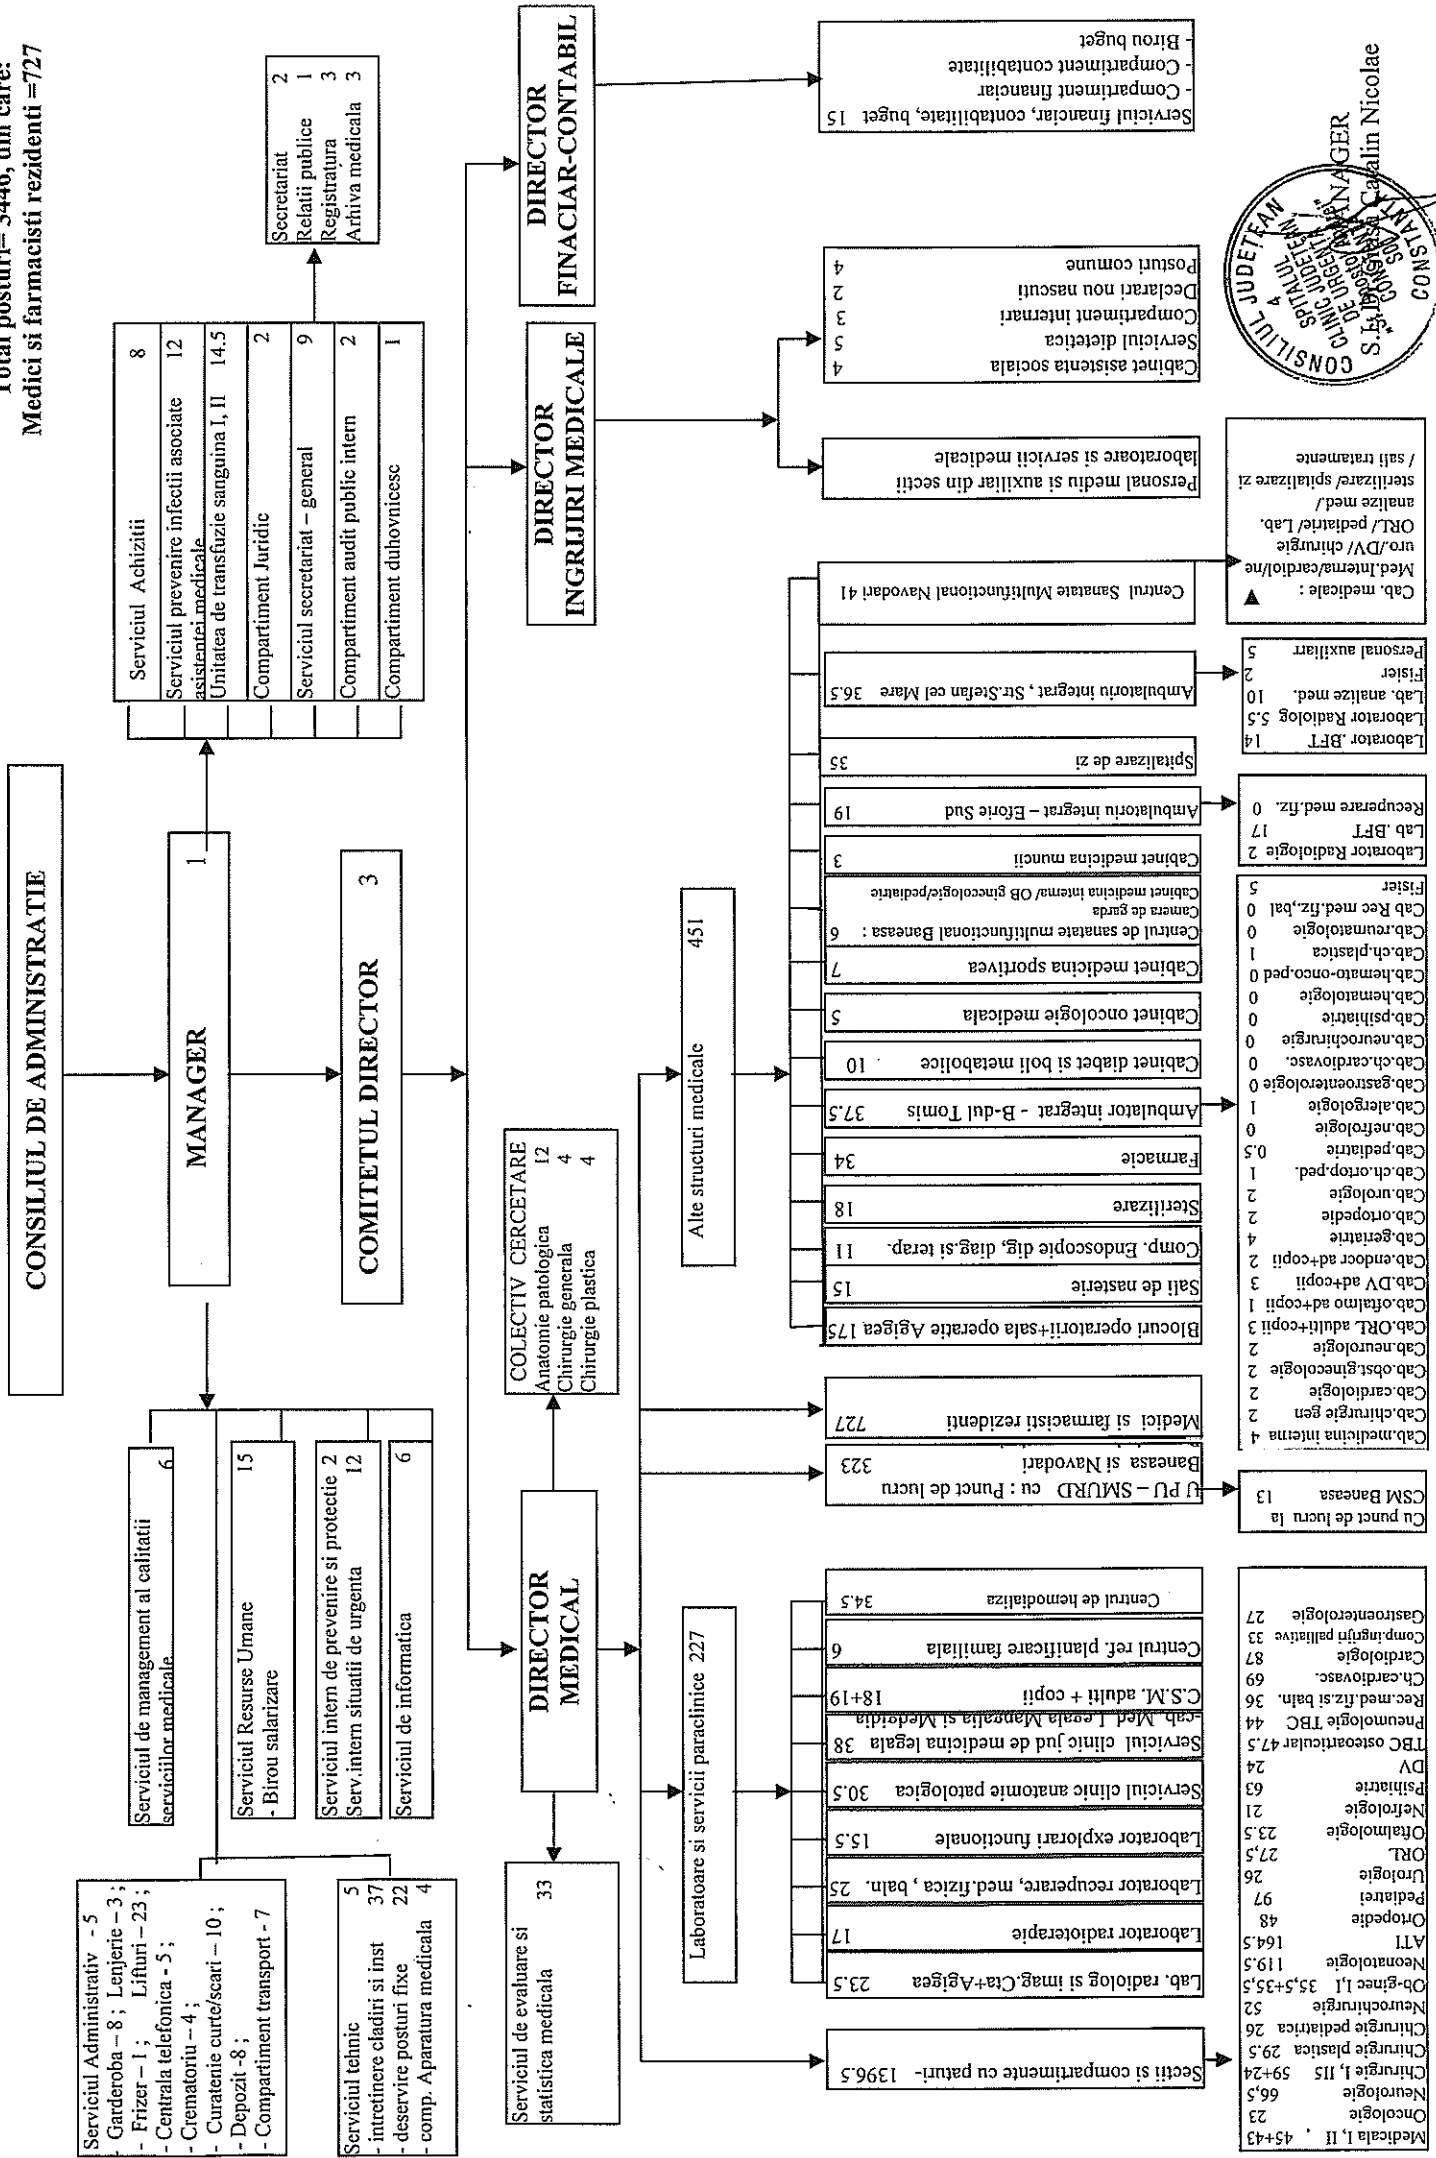 Total posturi= 3446, din care:
Medici si farmacisti rezidenti =727
CONSILIUL DE ADMINISTRATIE
MANAGER 1
COMITETUL DIRECTOR 3
Serviciul Administrativ - 5
- Garderoba – 8 ; Lenjerie – 3 ;
- Frizer – 1 ; Lifturi – 23 ;
- Centrala telefonica - 5 ;
- Crematoriu – 4 ;
- Curatenie curte/scari – 10 ;
- Depozit -8 ;
- Compartiment transport - 7
Serviciul tehnic 5
- intretinere cladiri si inst 37
- deservire posturi fixe 22
- comp. Aparatura medicala 4
Serviciul de management al calitatii
serviciilor medicale 6
Serviciul Resurse Umane 15
- Birou salarizare
Serviciul intern de prevenire si protectie 2
Serv.intern situatii de urgenta 12
Serviciul de informatica 6
Serviciul Achizitii 8
Serviciul prevenire infectii asociate 12
asistentei medicale
Unitatea de transfuzie sanguina I, II 14.5
Compartiment Juridic 2
Serviciul secretariat – general 9
Compartiment audit public intern 2
Compartiment duhovnicesc 1
Secretariat 2
Relatii publice 1
Registratura 3
Arhiva medicala 3
DIRECTOR
MEDICAL
DIRECTOR
INGRIJIRI MEDICALE
DIRECTOR
FINACIAR-CONTABIL
Serviciul de evaluare si
statistica medicala 33
COLECTIV CERCETARE
Anatomie patologica 12
Chirurgie generala 4
Chirurgie plastica 4
Laboratoare si servicii paraclinice 227
Alte structuri medicale 451
Sectii si compartimente cu paturi- 1396.5
Lab. radiolog si imag.Cta+Agigea 23.5
Laborator radioterapie 17
Laborator recuperare, med.fizica , baln. 25
Laborator explorari functionale 15.5
Serviciul clinic anatomie patologica 30.5
Serviciul clinic jud de medicina legala 38
-cab. Med. Legala Mangalia si Medgidia
C.S.M. adulti + copii 18+19
Centrul ref. planificare familiala 6
Centrul de hemodializa 34.5
U PU – SMURD cu : Punct de lucru
Baneasa si Navodari 323
Medici si farmacisti rezidenti 727
Blocuri operatorii+sala operatie Agigea 175
Sali de nasterie 15
Comp. Endoscopie dig, diag.si terap. 11
Sterilizare 18
Farmacie 34
Ambulator integrat - B-dul Tomis 37.5
Cabinet diabet si boli metabolice 10
Cabinet oncologie medicala 5
Cabinet medicina sportivea 7
Centrul de sanatate multifunctional Baneasa : 6
Camera de garda
Cabinet medicina interna/ OB ginecologie/pediatrie
Cabinet medicina muncii 3
Ambulatoriu integrat – Eforie Sud 19
Spitalizare de zi 35
Ambulatoriu integrat , Str.Stefan cel Mare 36.5
Centrul Sanatate Multifunctional Navodari 41
Personal mediu si auxiliar din sectii
laboratoare si servicii medicale
Cabinet asistenta sociala 4
Serviciul dietetica 5
Compartiment internari 3
Declarari nou nascuti 2
Posturi comune 4
Serviciul financiar, contabilitate, buget 15
- Compartiment financiar
- Compartiment contabilitate
- Birou buget
Medicala I, II 45+43
Oncologie 23
Neurologie 66,5
Chirurgie I, II5 59+24
Chirurgie plastica 29.5
Chirurgie pediatrica 26
Neurochirurgie 52
Ob-ginec I,I 35,5+35,5
Neonatologie 119.5
ATI 164.5
Ortopedie 48
Pediatrei 97
Urologie 26
ORL 27,5
Oftalmologie 23.5
Nefrologie 21
Psihiatrie 63
DV 24
TBC osteoarticular 47.5
Pneumologie TBC 44
Rec.med.fiz.si baln. 36
Ch.cardiovasc. 69
Cardiologie 87
Comp.ingrijri palliative 33
Gastroenterologie 27
Cu punct de lucru la
CSM Baneasa 13
Cab.medicina interna 4
Cab.chirurgie gen 2
Cab.cardiologie 2
Cab.obst.ginecologie 2
Cab.neurologie 2
Cab.ORL adulti+copii 3
Cab.oftalmo ad+copii 1
Cab.DV ad+copii 3
Cab.endocr ad+copii 2
Cab.geriatrie 4
Cab.ortopedie 2
Cab.urologie 2
Cab.ch.ortop.ped. 1
Cab.pediatrie 0.5
Cab.nefrologie 0
Cab.alergologie 1
Cab.gastroenterologie 0
Cab.ch.cardiovasc. 0
Cab.neurochirurgie 0
Cab.psihiatrie 0
Cab.hematologie 0
Cab.hemato-onco.ped 0
Cab.ch.plastica 1
Cab.reumatologie 0
Cab Rec med.fiz.,bal 0
Fisier 5
Laborator Radiologie 2
Lab .BFT 17
Recuperare med.fiz. 0
Laborator .BFT 14
Laborator Radiolog 5.5
Lab. analize med. 10
Fisier 2
Personal auxiliarr 5
Cab. medicale :
Med.Interna/cardiol/ne
uro./DV/ chirurgie
ORL/ pediatrie/ Lab.
analize med./
sterilizare/ spitalizare zi
/ sali tratamente
MANAGER
Catalin Nicolae
CONSILIUL JUDETEAN
CONSTANTA
SPITALUL
CLINIC JUDETEAN
DE URGENTA